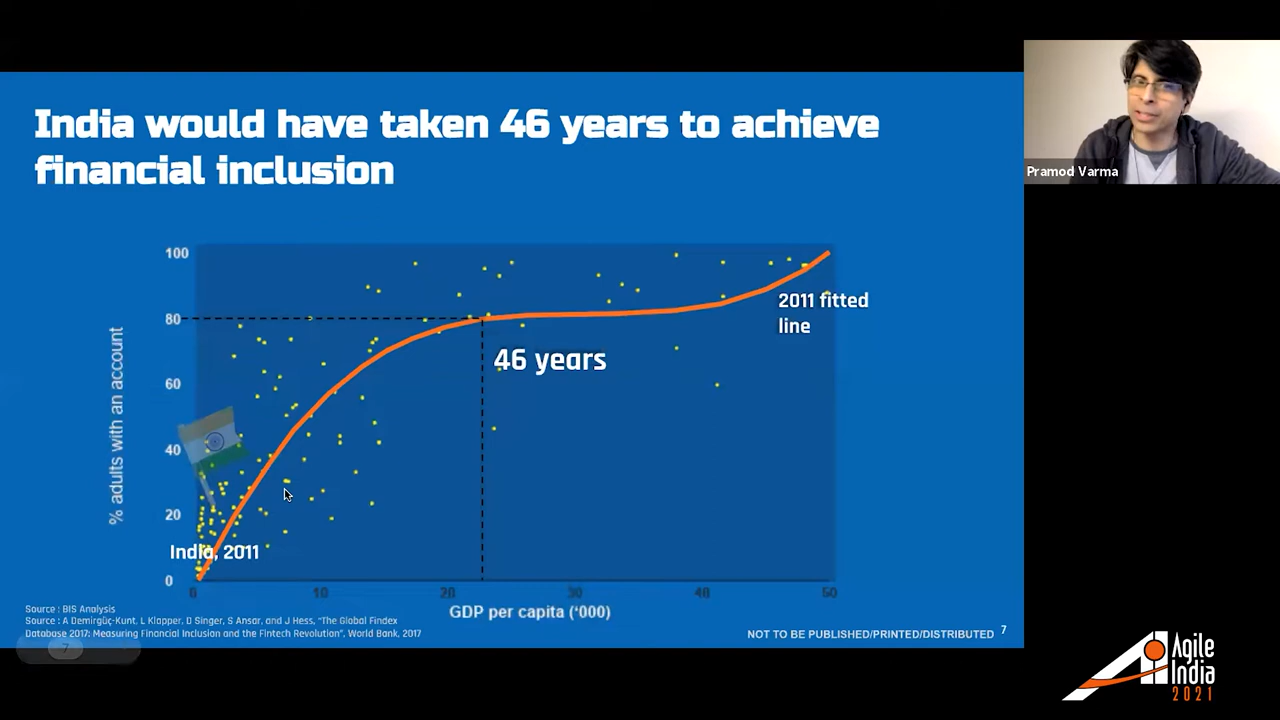 India would have taken 46 years to achieve
financial inclusion
Pramod Varma
100
80
60
40
20
0
% adults with an account
2011 fitted
line
46 years
India, 2011
0
10
20
30
40
50
GDP per capita ('000)
Source : BIS Analysis
Source : A Demirgüç-Kunt, L Klapper, D Singer, S Ansar, and J Hess, "The Global Findex
Database 2017: Measuring Financial Inclusion and the Fintech Revolution", World Bank, 2017
NOT TO BE PUBLISHED/PRINTED/DISTRIBUTED
7
7
Agile
India
2021